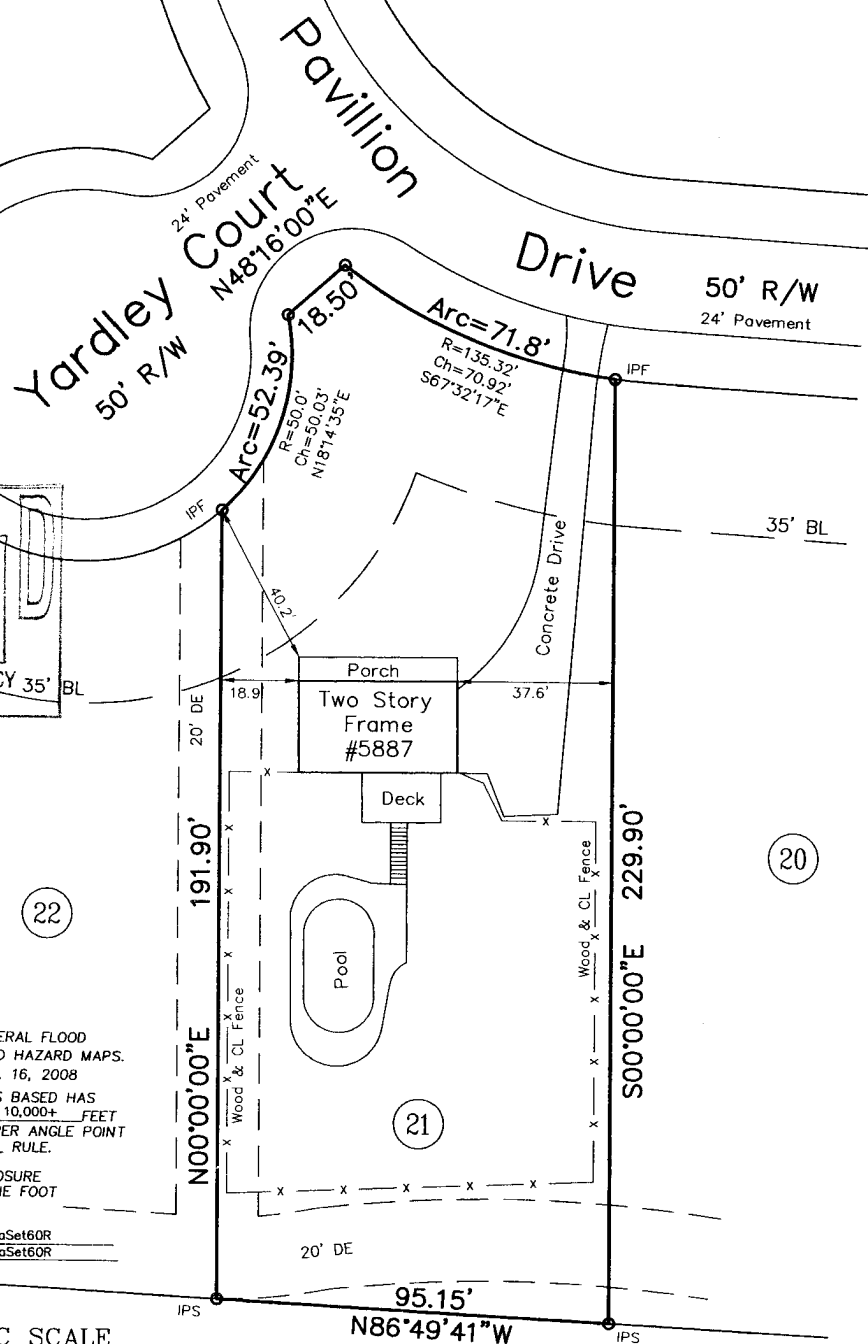 Pavillion
Drive
50' R/W
24' Pavement
24' Pavement
Yardley Court
50' R/W
N48°16'00"E
18.50'
Arc=71.8'
R=135.32'
Ch=70.92'
S67°32'17"E
IPF
Arc=52.39'
R=50.0'
Ch=50.03'
N18°14'35"E
IPF
35' BL
Concrete Drive
40.2'
CY
35' BL
20' DE
18.9
37.6'
Porch
Two Story
Frame
#5887
Deck
Pool
191.90'
N00°00'00"E
229.90'
S00°00'00"E
Wood & CL Fence
Wood & CL Fence
22
20
21
ERAL FLOOD
D HAZARD MAPS.
. 16, 2008
S BASED HAS
10,000+ FEET
PER ANGLE POINT
L RULE.
OSURE
NE FOOT
aSet60R
aSet60R
20' DE
95.15'
N86°49'41"W
IPS
IPS
C SCALE